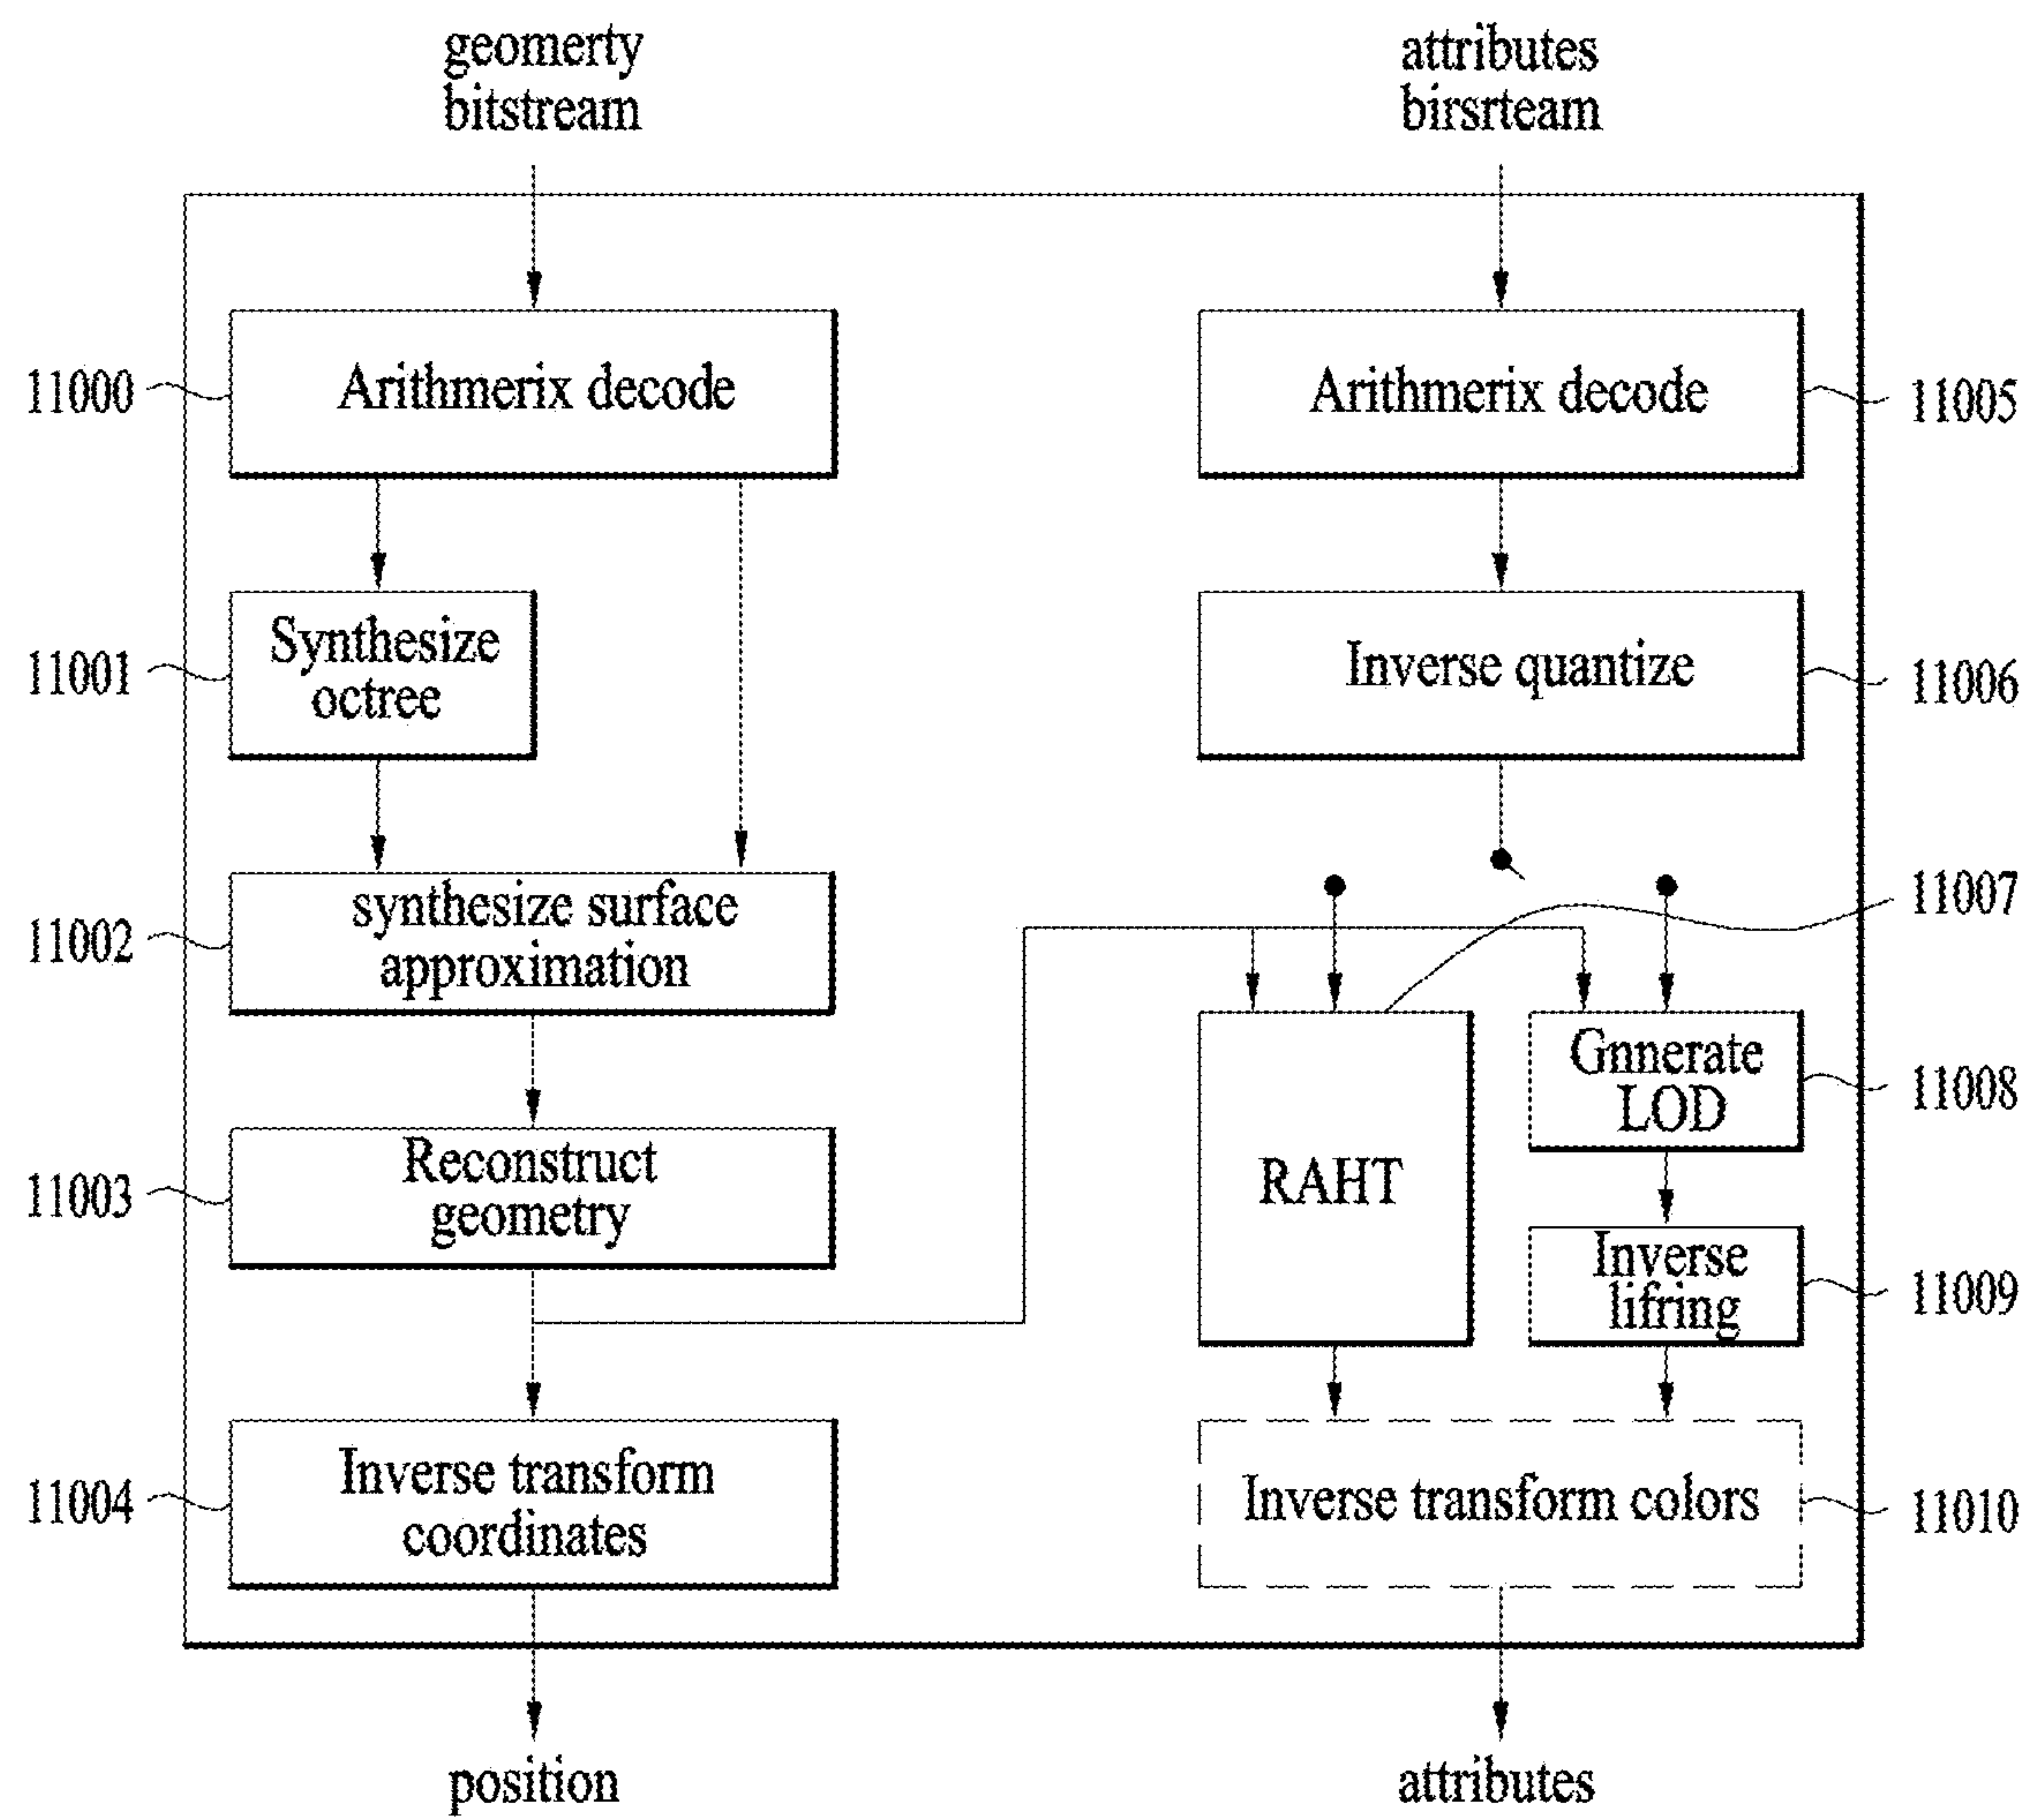 geomerty
bitstream
attributes
birsrteam
11000
Arithmerix decode
Arithmerix decode
11005
11001
Synthesize
octree
Inverse quantize
11006
11002
synthesize surface
approximation
11007
11003
Reconstruct
geometry
RAHT
Gnnerate
LOD
11008
Inverse
lifring
11009
11004
Inverse transform
coordinates
Inverse transform colors
11010
position
attributes